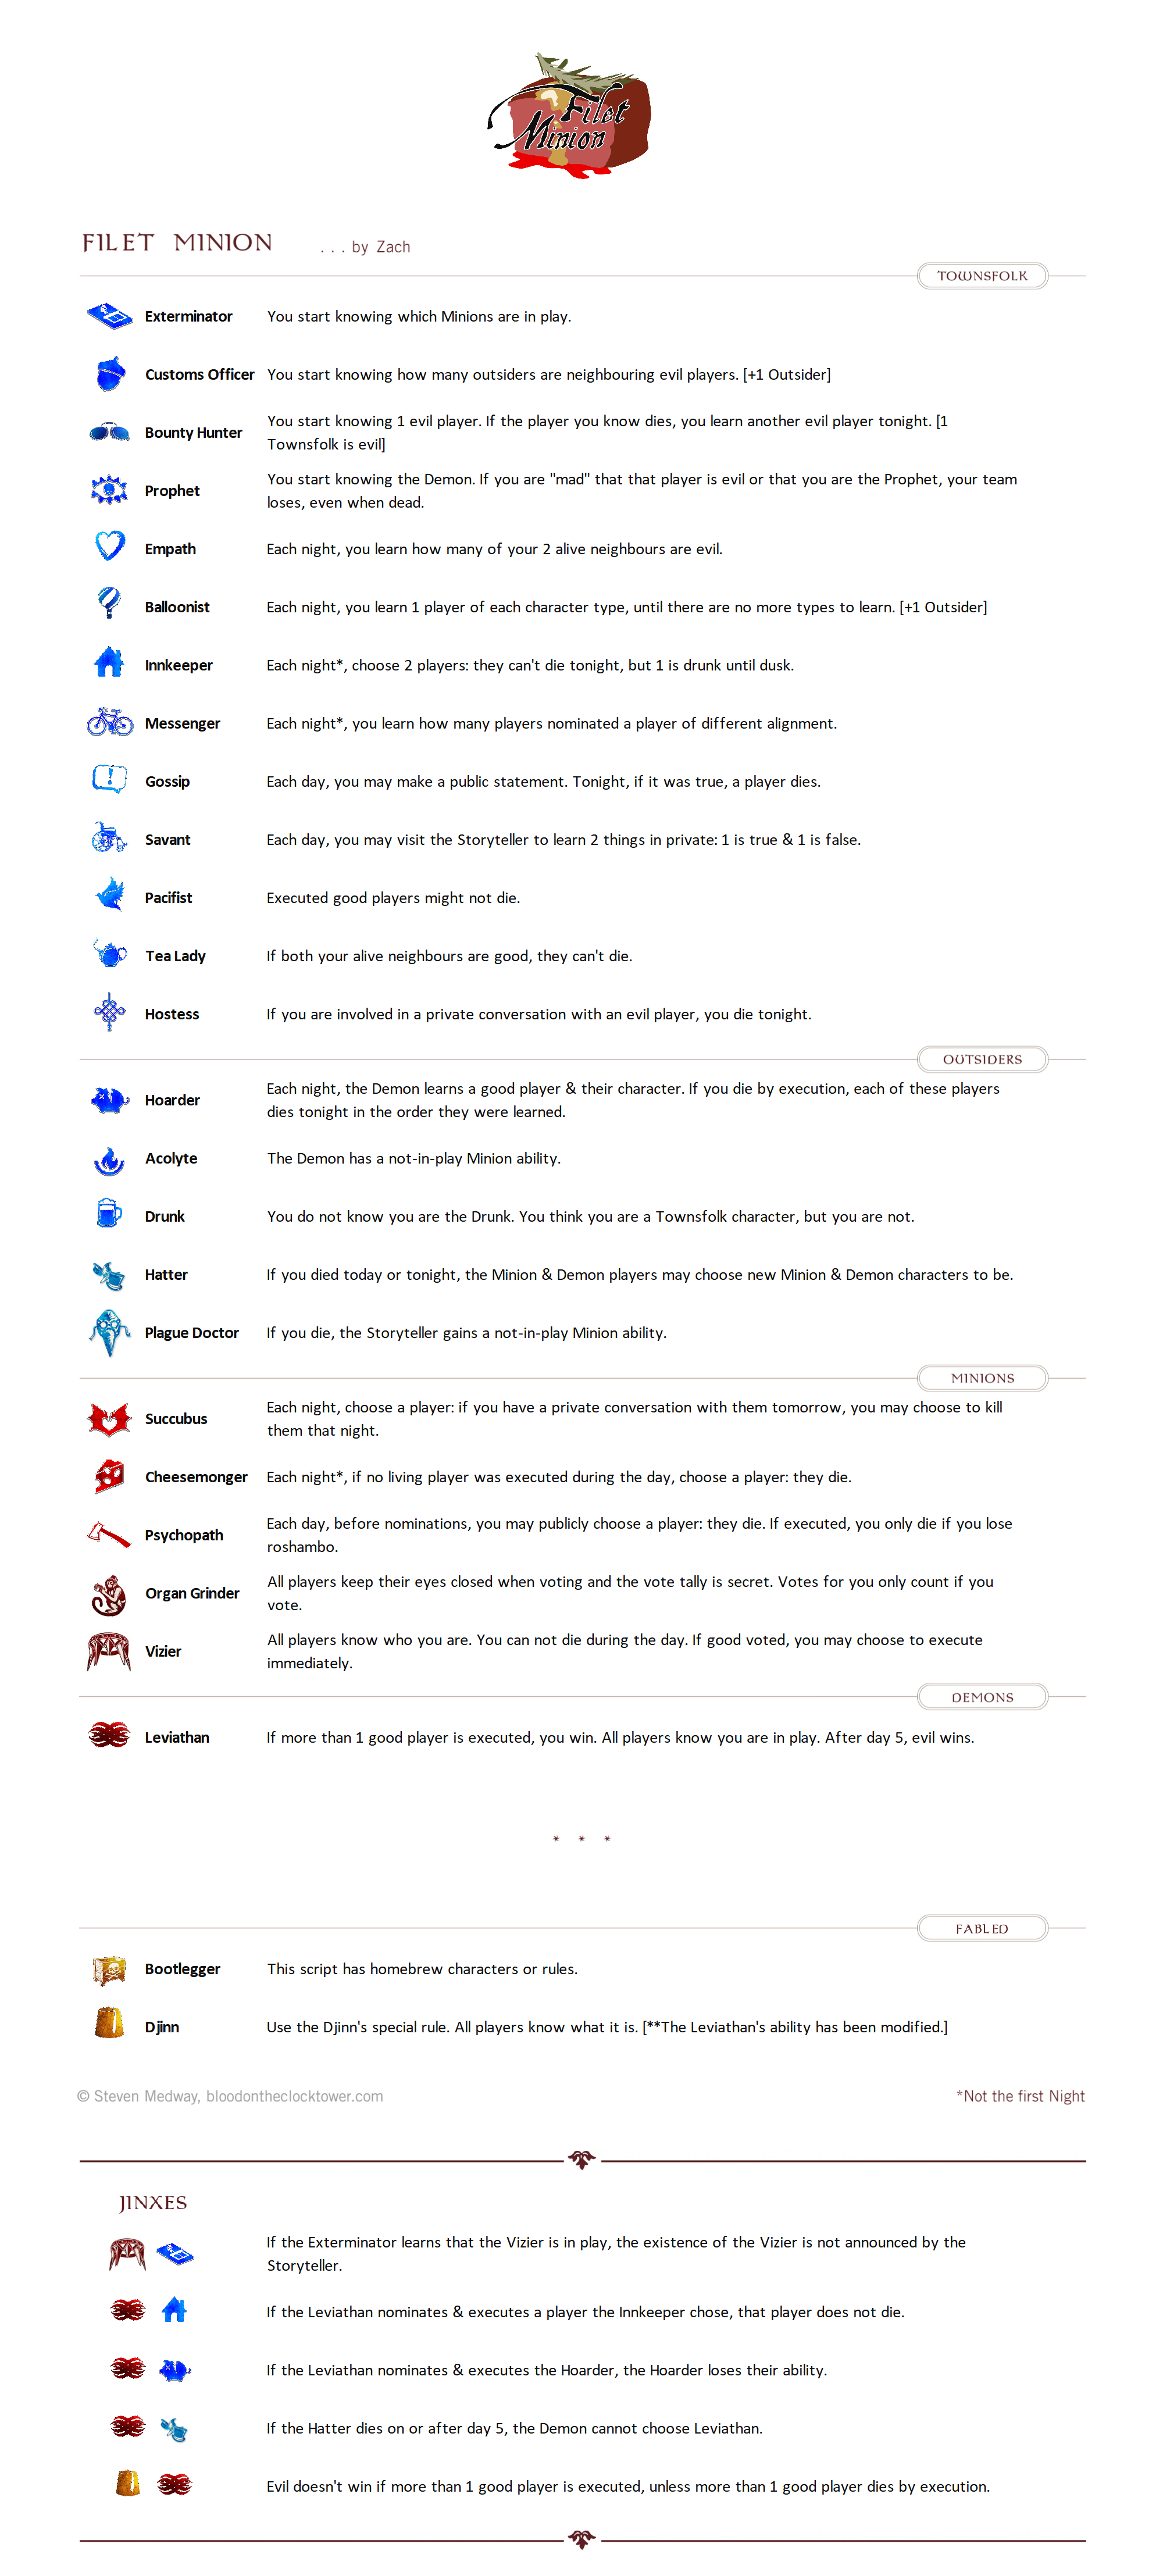 Filet
Minion
FILET MINION . . . by Zach
TOWNSFOLK
Exterminator You start knowing which Minions are in play.
Customs Officer You start knowing how many outsiders are neighbouring evil players. [+1 Outsider]
Bounty Hunter You start knowing 1 evil player. If the player you know dies, you learn another evil player tonight. [1
Townsfolk is evil]
Prophet You start knowing the Demon. If you are "mad" that that player is evil or that you are the Prophet, your team
loses, even when dead.
Empath Each night, you learn how many of your 2 alive neighbours are evil.
Balloonist Each night, you learn 1 player of each character type, until there are no more types to learn. [+1 Outsider]
Innkeeper Each night*, choose 2 players: they can't die tonight, but 1 is drunk until dusk.
Messenger Each night*, you learn how many players nominated a player of different alignment.
Gossip Each day, you may make a public statement. Tonight, if it was true, a player dies.
Savant Each day, you may visit the Storyteller to learn 2 things in private: 1 is true & 1 is false.
Pacifist Executed good players might not die.
Tea Lady If both your alive neighbours are good, they can't die.
Hostess If you are involved in a private conversation with an evil player, you die tonight.
OUTSIDERS
Hoarder Each night, the Demon learns a good player & their character. If you die by execution, each of these players
dies tonight in the order they were learned.
Acolyte The Demon has a not-in-play Minion ability.
Drunk You do not know you are the Drunk. You think you are a Townsfolk character, but you are not.
Hatter If you died today or tonight, the Minion & Demon players may choose new Minion & Demon characters to be.
Plague Doctor If you die, the Storyteller gains a not-in-play Minion ability.
MINIONS
Succubus Each night, choose a player: if you have a private conversation with them tomorrow, you may choose to kill
them that night.
Cheesemonger Each night*, if no living player was executed during the day, choose a player: they die.
Psychopath Each day, before nominations, you may publicly choose a player: they die. If executed, you only die if you lose
roshambo.
Organ Grinder All players keep their eyes closed when voting and the vote tally is secret. Votes for you only count if you
vote.
Vizier All players know who you are. You can not die during the day. If good voted, you may choose to execute
immediately.
DEMONS
Leviathan If more than 1 good player is executed, you win. All players know you are in play. After day 5, evil wins.
* * *
FABLED
Bootlegger This script has homebrew characters or rules.
Djinn Use the Djinn's special rule. All players know what it is. [**The Leviathan's ability has been modified.]
© Steven Medway, bloodontheclocktower.com *Not the first Night
JINXES
If the Exterminator learns that the Vizier is in play, the existence of the Vizier is not announced by the
Storyteller.
If the Leviathan nominates & executes a player the Innkeeper chose, that player does not die.
If the Leviathan nominates & executes the Hoarder, the Hoarder loses their ability.
If the Hatter dies on or after day 5, the Demon cannot choose Leviathan.
Evil doesn't win if more than 1 good player is executed, unless more than 1 good player dies by execution.